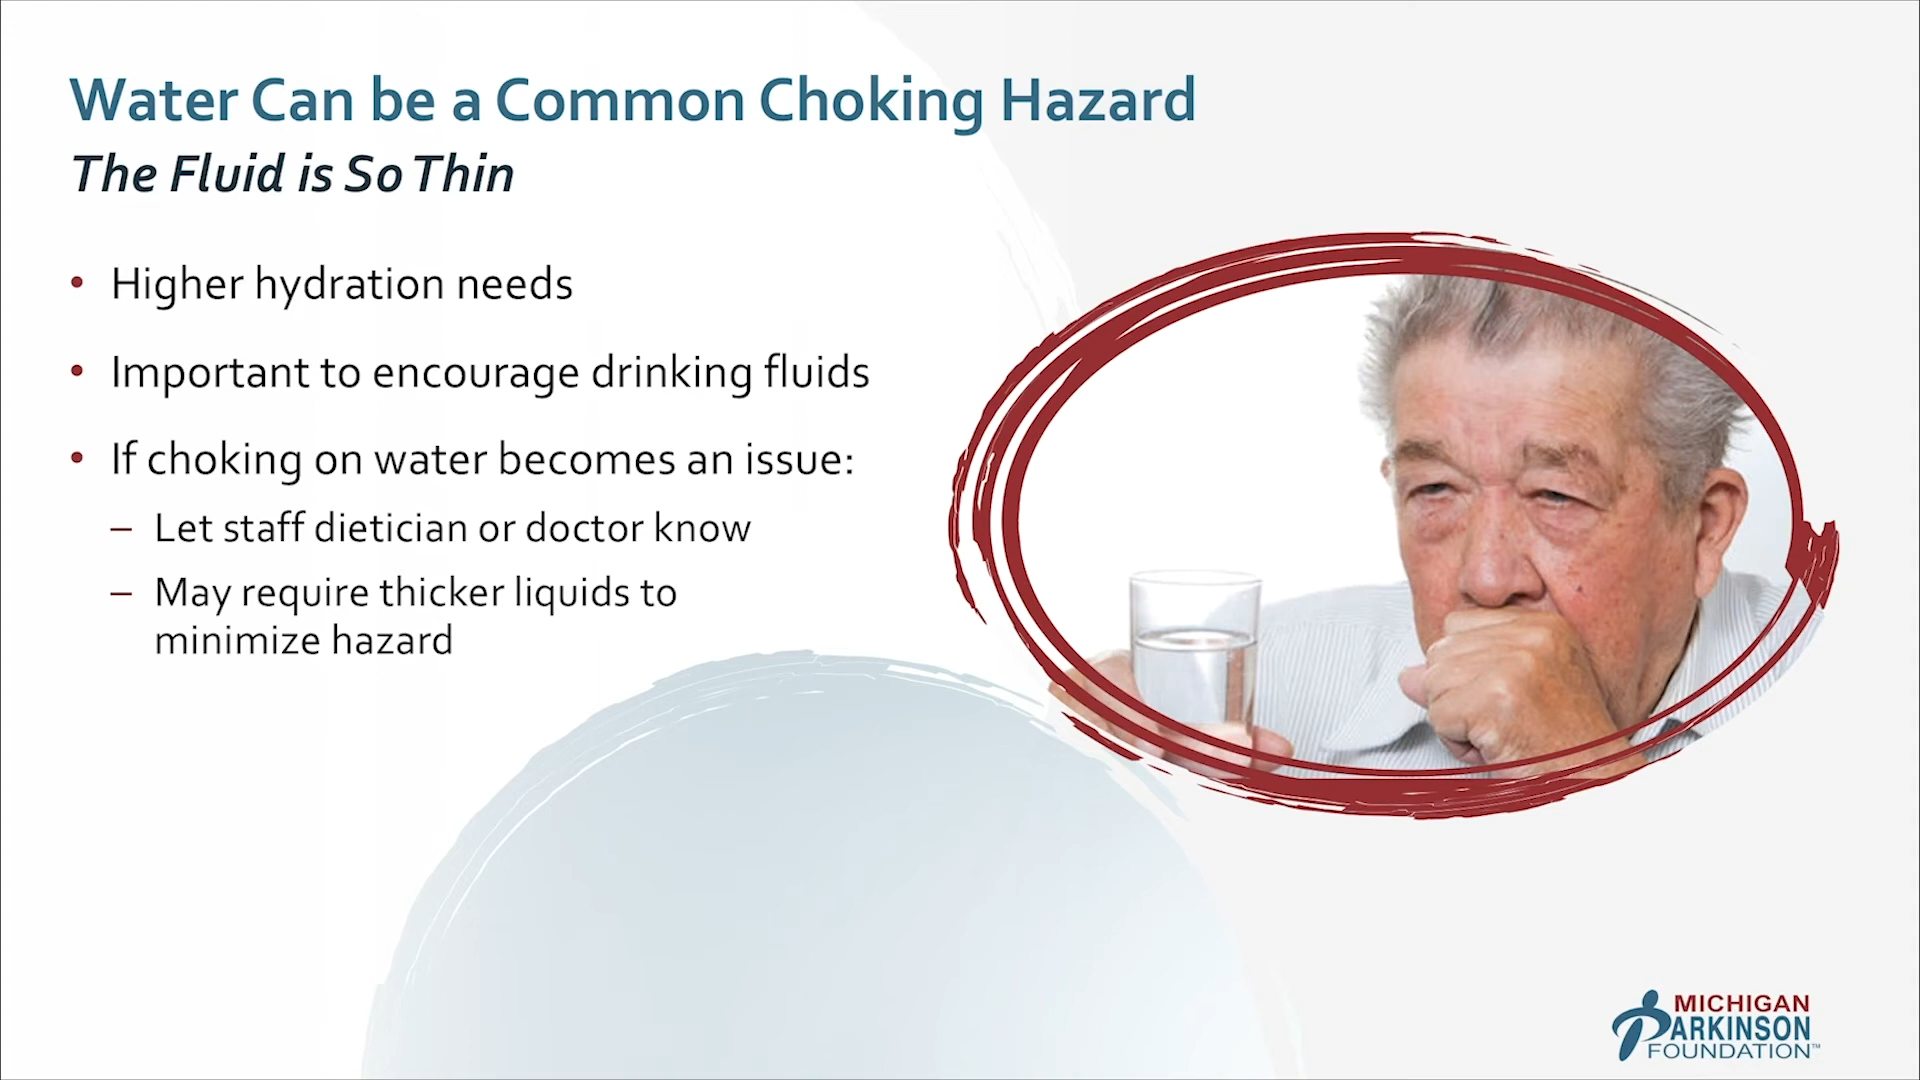 Water Can be a Common Choking Hazard
The Fluid is So Thin
• Higher hydration needs
• Important to encourage drinking fluids
• If choking on water becomes an issue:
– Let staff dietician or doctor know
– May require thicker liquids to
minimize hazard
MICHIGAN
PARKINSON
FOUNDATION™